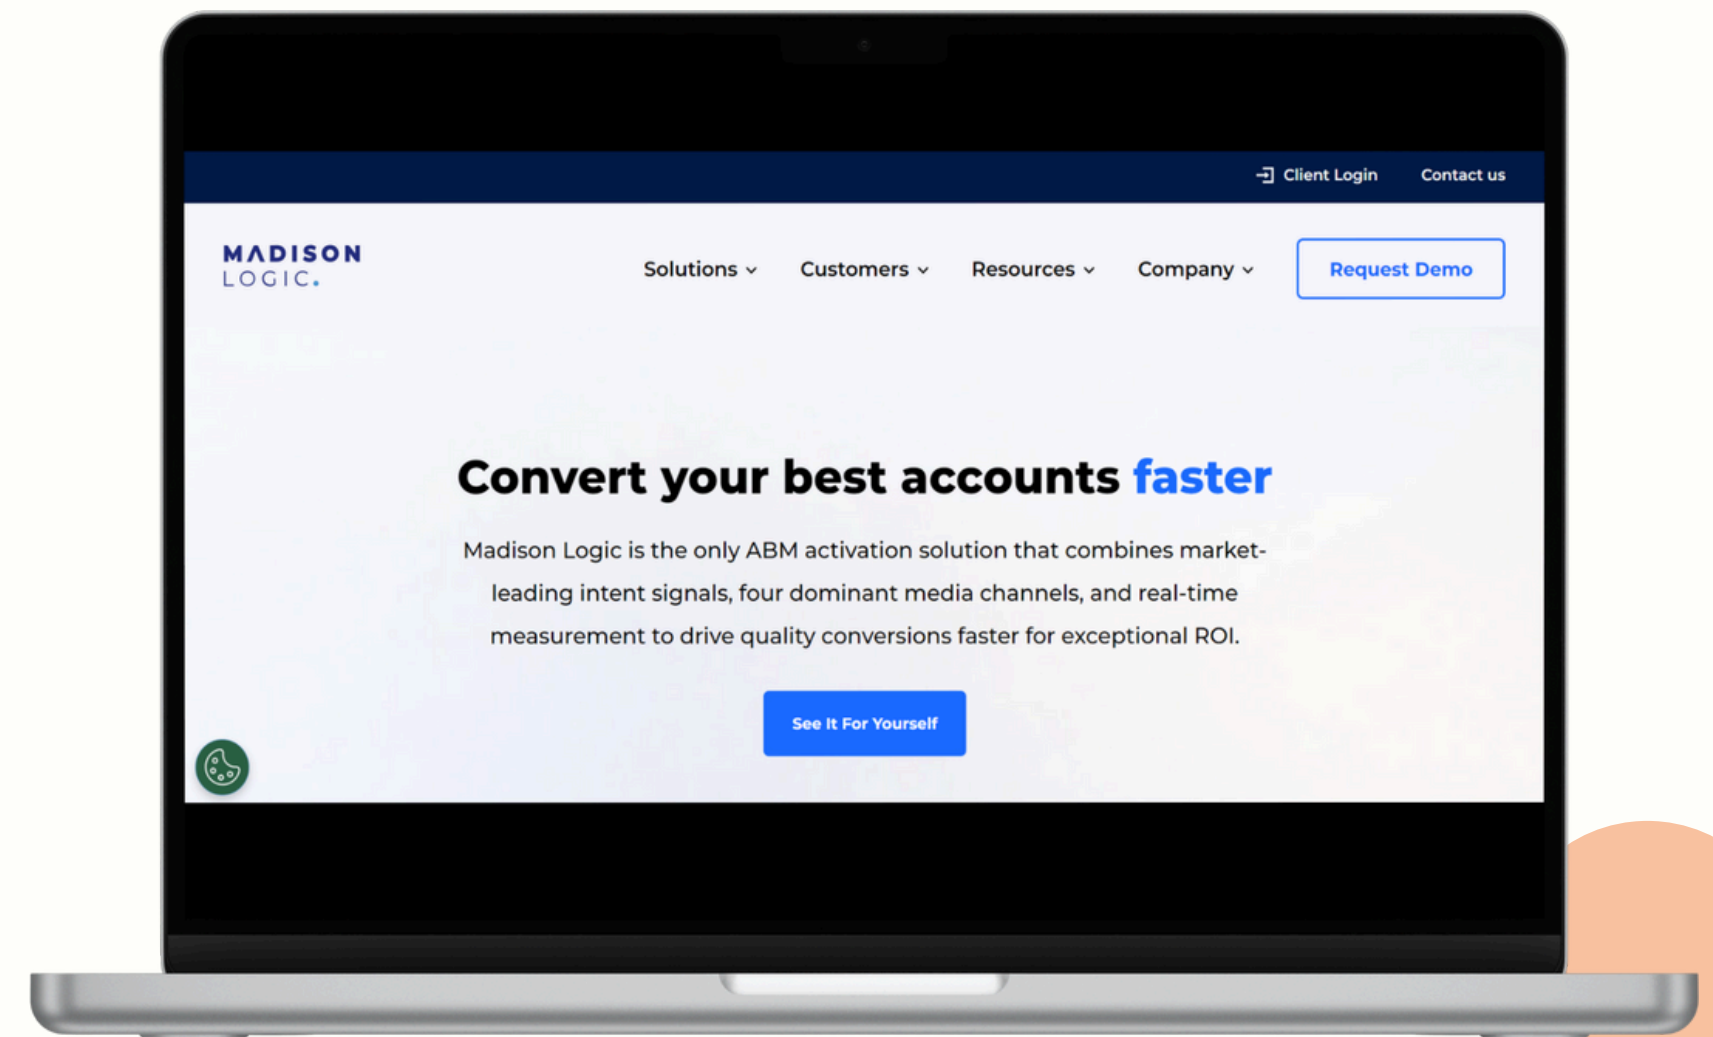 Client Login Contact us
MADISON
LOGIC.
Solutions Customers Resources Company Request Demo
Convert your best accounts faster
Madison Logic is the only ABM activation solution that combines market-
leading intent signals, four dominant media channels, and real-time
measurement to drive quality conversions faster for exceptional ROI.
See It For Yourself